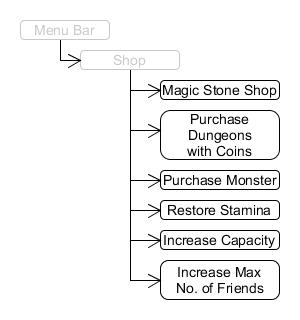 Menu Bar
Shop
Magic Stone Shop
Purchase
Dungeons
with Coins
Purchase Monster
Restore Stamina
Increase Capacity
Increase Max
No. of Friends